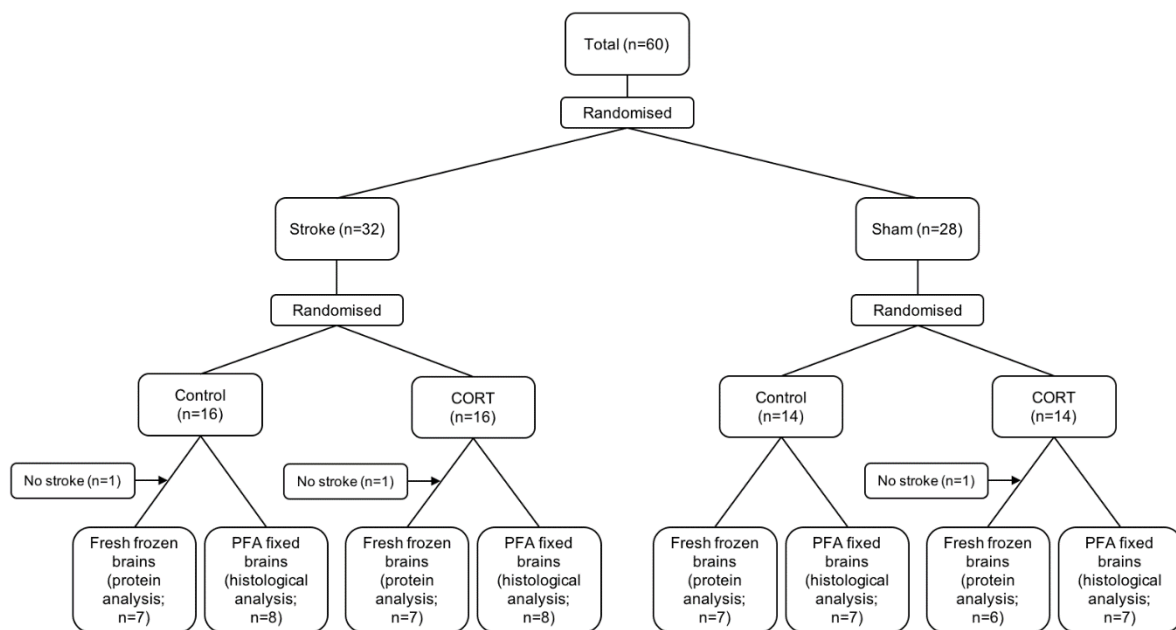 Total (n=60)
Randomised
Stroke (n=32)
Sham (n=28)
Randomised
Randomised
Control
(n=16)
CORT
(n=16)
Control
(n=14)
CORT
(n=14)
No stroke (n=1)
No stroke (n=1)
No stroke (n=1)
Fresh frozen
brains
(protein
analysis;
n=7)
PFA fixed
brains
(histological
analysis;
n=8)
Fresh frozen
brains
(protein
analysis;
n=7)
PFA fixed
brains
(histological
analysis;
n=8)
Fresh frozen
brains
(protein
analysis;
n=7)
PFA fixed
brains
(histological
analysis;
n=7)
Fresh frozen
brains
(protein
analysis;
n=6)
PFA fixed
brains
(histological
analysis;
n=7)